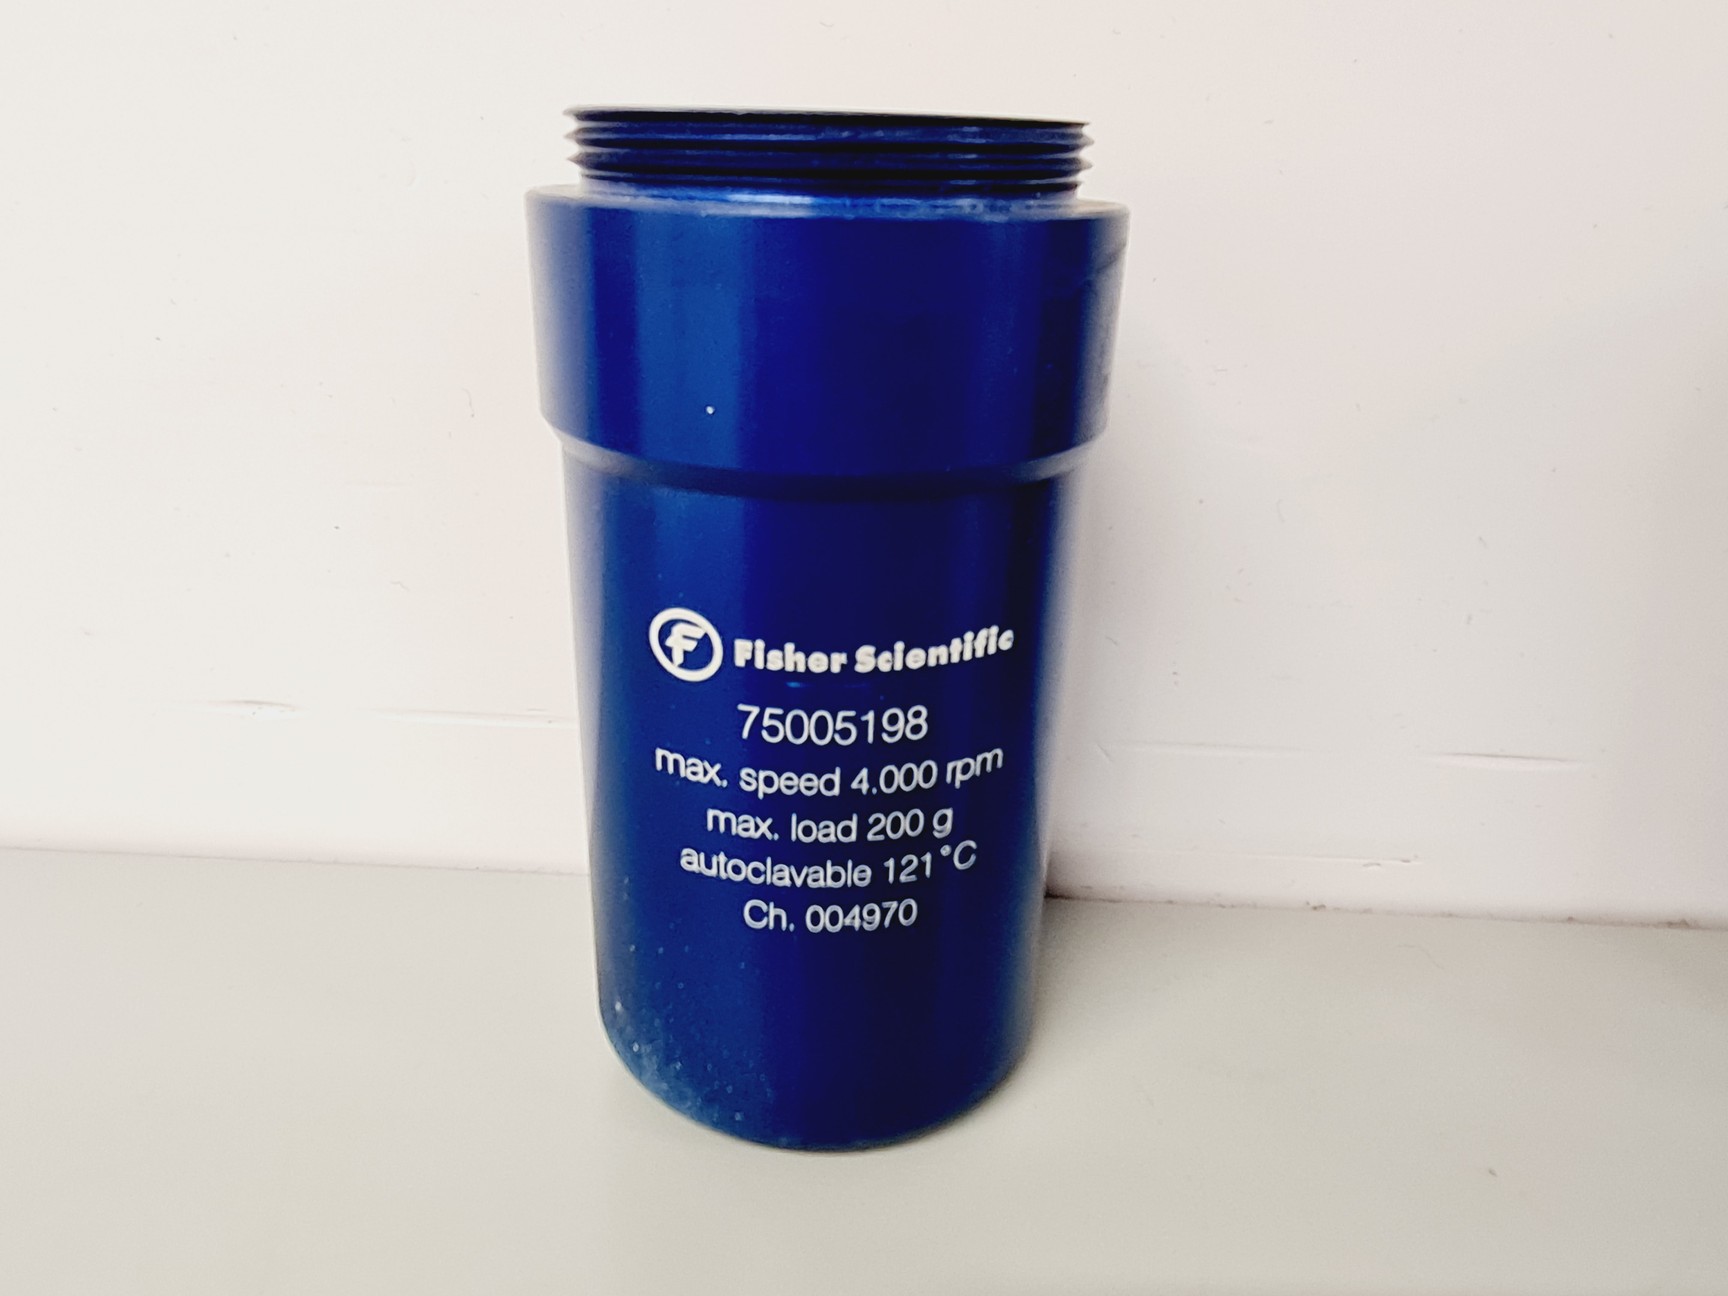 F Fisher Scientific
75005198
max. speed 4.000 rpm
max. load 200 g
autoclavable 121°C
Ch. 004970